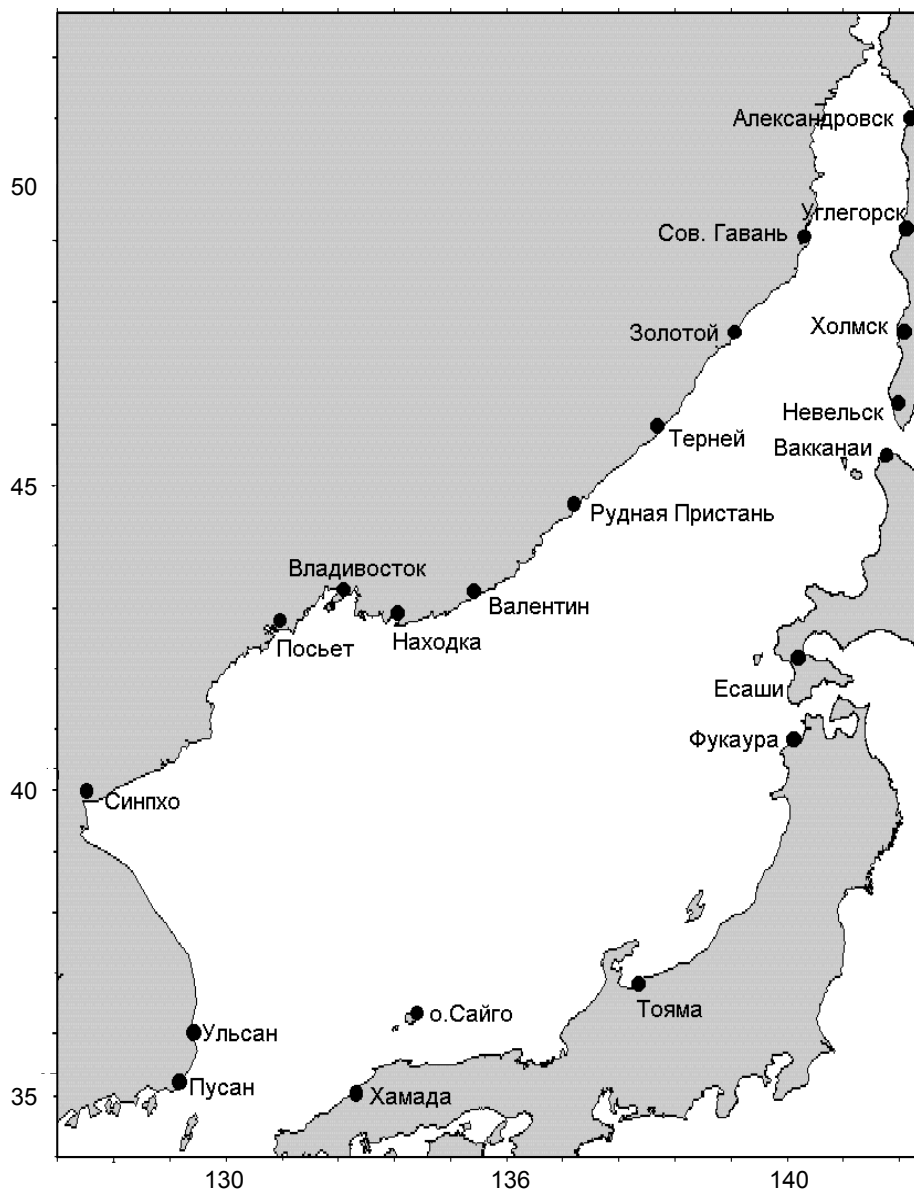 Александровск
50
Углегорск
Сов. Гавань
Золотой
Холмск
Невельск
Терней
Вакканаи
45
Рудная Пристань
Владивосток
Валентин
Посьет
Находка
Есаши
Фукаура
40
Синпхо
о.Сайго
Тояма
Ульсан
Пусан
35
Хамада
130
136
140